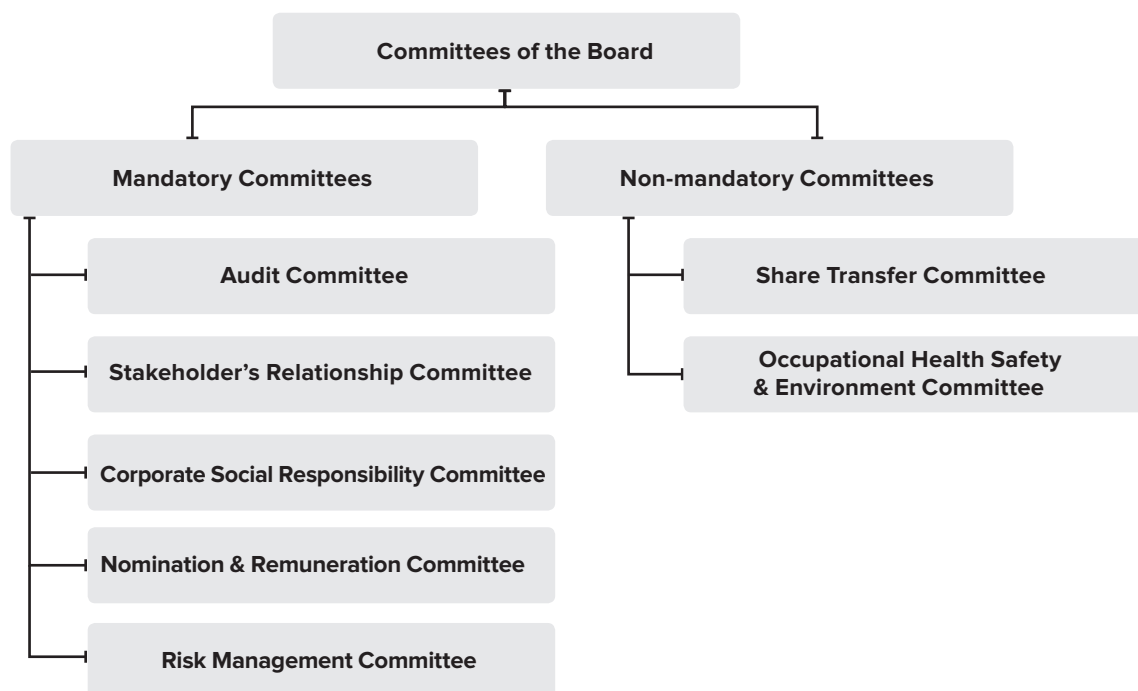 Committees of the Board
Mandatory Committees
Non-mandatory Committees
Audit Committee
Stakeholder’s Relationship Committee
Corporate Social Responsibility Committee
Nomination & Remuneration Committee
Risk Management Committee
Share Transfer Committee
Occupational Health Safety
& Environment Committee